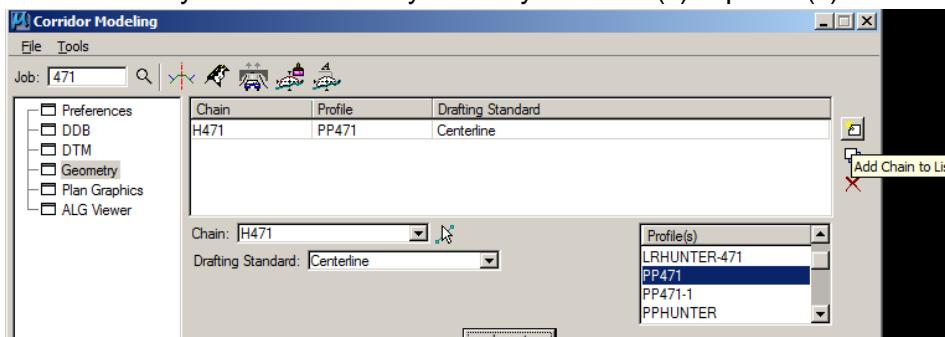 Corridor Modeling
File Tools
Job: 471
Preferences
DDB
DTM
Geometry
Plan Graphics
ALG Viewer
Chain Profile Drafting Standard
H471 PP471 Centerline
Add Chain to Lis
Chain: H471
Drafting Standard: Centerline
Profile(s)
LRHUNTER-471
PP471
PP471-1
PPHUNTER